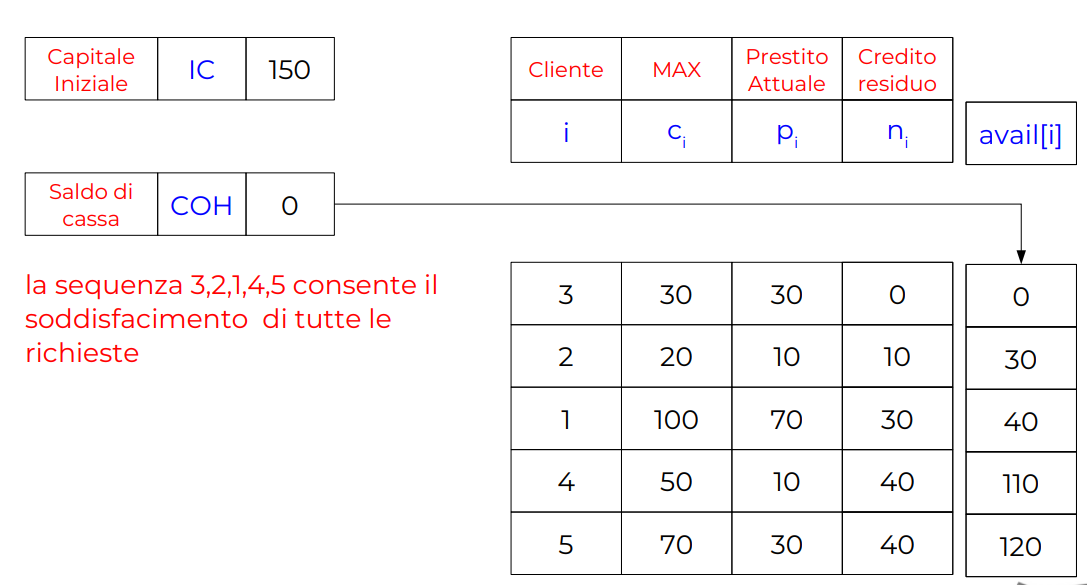 Capitale
Iniziale
IC
150
Saldo di
cassa
COH
0
la sequenza 3,2,1,4,5 consente il
soddisfacimento di tutte le
richieste
Cliente MAX Prestito Attuale Credito residuo
i c_i p_i n_i avail[i]
3 30 30 0 0
2 20 10 10 30
1 100 70 30 40
4 50 10 40 110
5 70 30 40 120